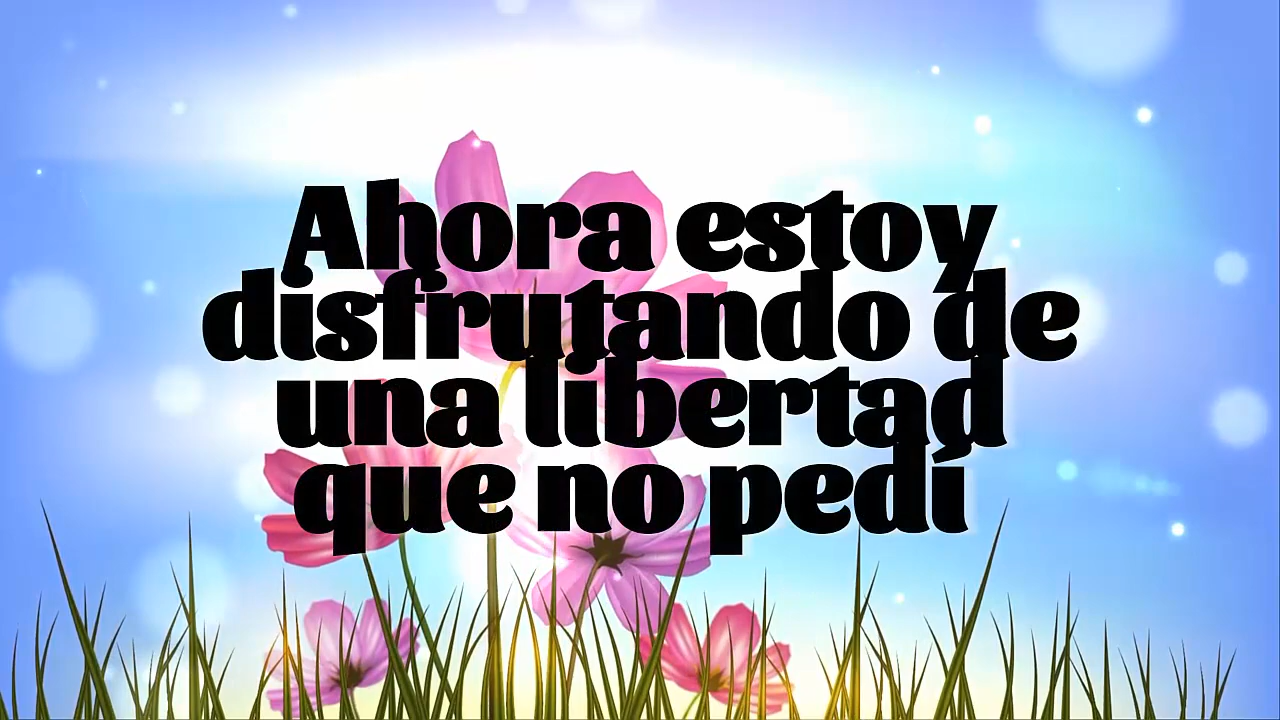 Ahora estoy
disfrutando de
una libertad
que no pedí